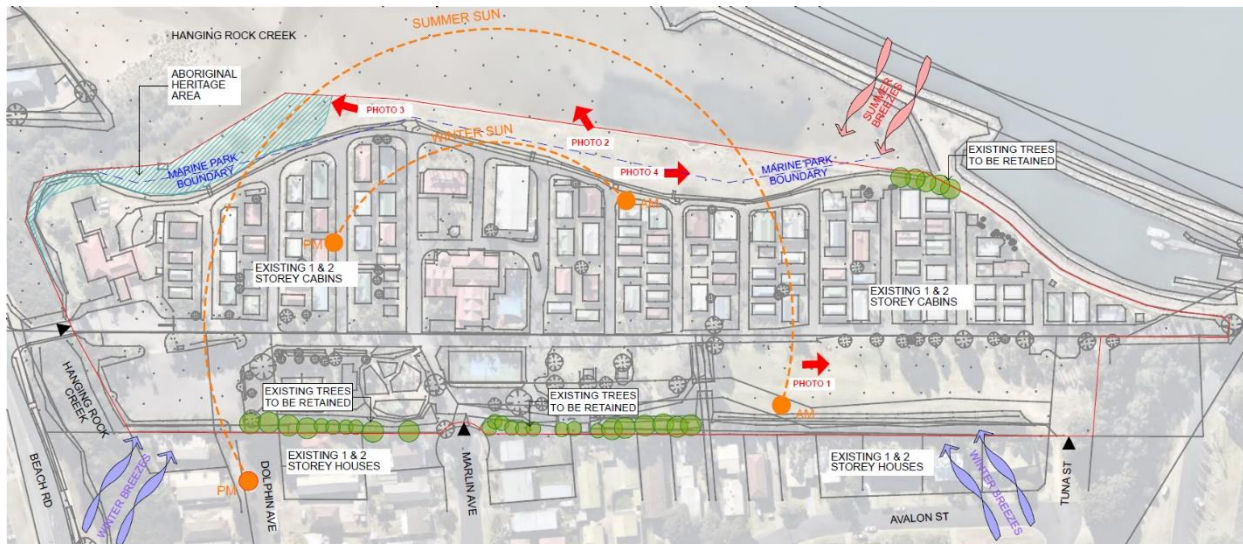 SUMMER SUN
HANGING ROCK CREEK
ABORIGINAL
HERITAGE
AREA
PHOTO 3
PHOTO 2
SUMMER
BREEZES
WINTER SUN
MARINE PARK
BOUNDARY
PHOTO 4
MARINE PARK
BOUNDARY
EXISTING TREES
TO BE RETAINED
AM
PM
EXISTING 1 & 2
STOREY CABINS
EXISTING 1 & 2
STOREY CABINS
HANGING ROCK
CREEK
PHOTO 1
EXISTING TREES
TO BE RETAINED
EXISTING TREES
TO BE RETAINED
AM
BEACH RD
WINTER BREEZES
PM
DOLPHIN AVE
EXISTING 1 & 2
STOREY HOUSES
MARLIN AVE
EXISTING 1 & 2
STOREY HOUSES
WINTER BREEZES
TUNA ST
AVALON ST